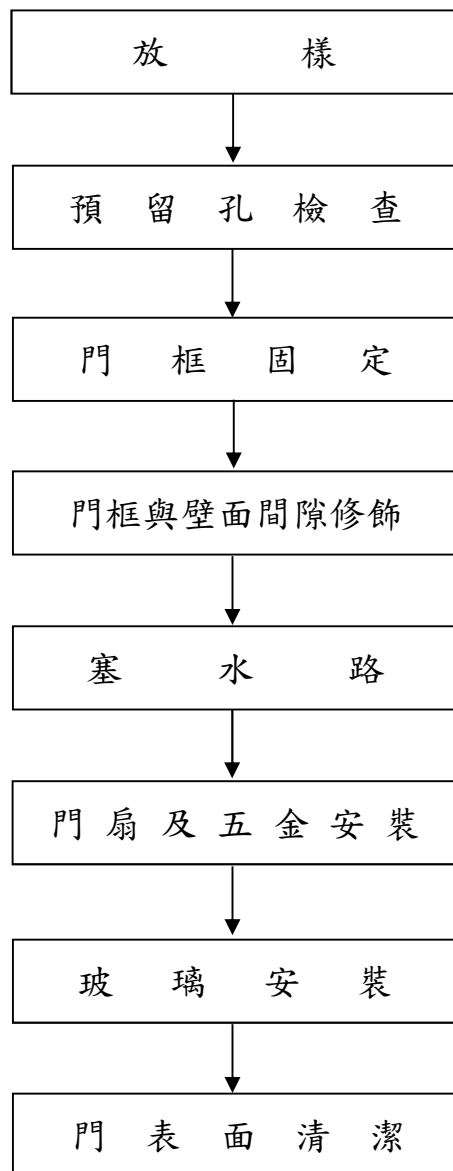 放樣
預留孔檢查
門框固定
門框與壁面間隙修飾
塞水路
門扇及五金安裝
玻璃安裝
門表面清潔